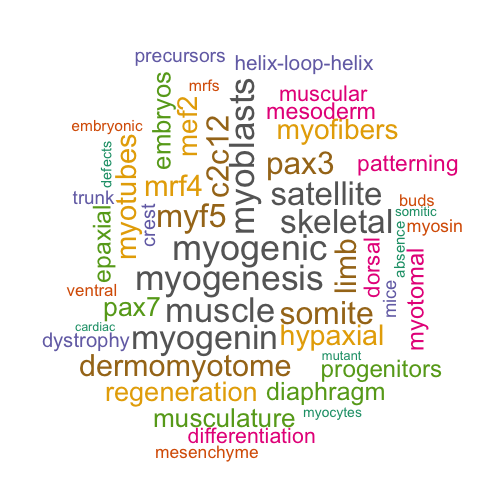 precursors
helix-loop-helix
mrfs
muscular
embryos
mef2
mesoderm
embryonic
myofibers
c2c12
myoblasts
defects
myotubes
pax3
patterning
mrf4
satellite
trunk
buds
crest
myf5
skeletal
somitic
myosin
epaxial
myogenic
limb
dorsal
absence
myotomal
myogenesis
ventral
mice
pax7
muscle
somite
cardiac
dystrophy
myogenin
hypaxial
mutant
dermomyotome
progenitors
regeneration
diaphragm
musculature
myocytes
differentiation
mesenchyme